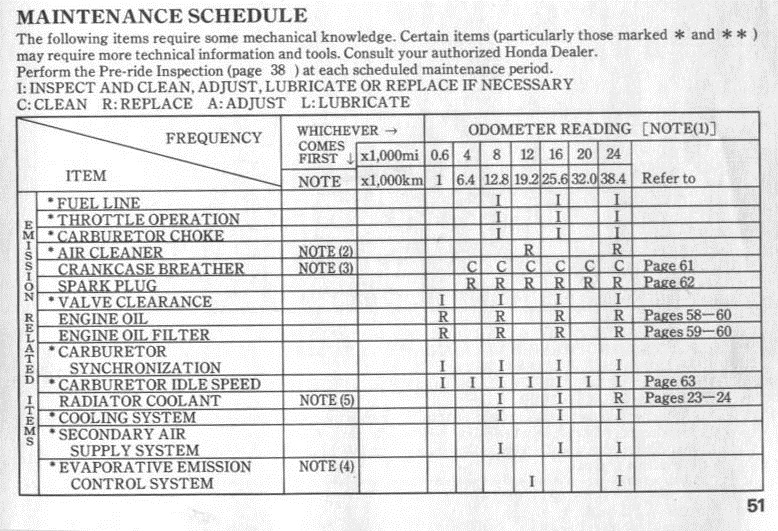 MAINTENANCE SCHEDULE
The following items require some mechanical knowledge. Certain items (particularly those marked * and * *)
may require more technical information and tools. Consult your authorized Honda Dealer.
Perform the Pre-ride Inspection (page 38 ) at each scheduled maintenance period.
I: INSPECT AND CLEAN, ADJUST, LUBRICATE OR REPLACE IF NECESSARY
C: CLEAN R: REPLACE A: ADJUST L: LUBRICATE
FREQUENCY WHICHEVER → ODOMETER READING [NOTE(1)]
COMES
FIRST ↓ x1,000mi 0.6 4 8 12 16 20 24
ITEM NOTE x1,000km 1 6.4 12.8 19.2 25.6 32.0 38.4 Refer to
EMISSION RELATED ITEMS
* FUEL LINE I I I
* THROTTLE OPERATION I I I
* CARBURETOR CHOKE I I I
* AIR CLEANER NOTE (2) R R
CRANKCASE BREATHER NOTE (3) C C C C C C Page 61
SPARK PLUG R R R R R R Page 62
* VALVE CLEARANCE I I I I
ENGINE OIL R R R R Pages 58—60
ENGINE OIL FILTER R R R R Pages 59—60
* CARBURETOR
SYNCHRONIZATION I I I I
* CARBURETOR IDLE SPEED I I I I I I I Page 63
RADIATOR COOLANT NOTE (5) I I R Pages 23—24
* COOLING SYSTEM I I I
* SECONDARY AIR
SUPPLY SYSTEM I I I
* EVAPORATIVE EMISSION NOTE (4)
CONTROL SYSTEM I I
51